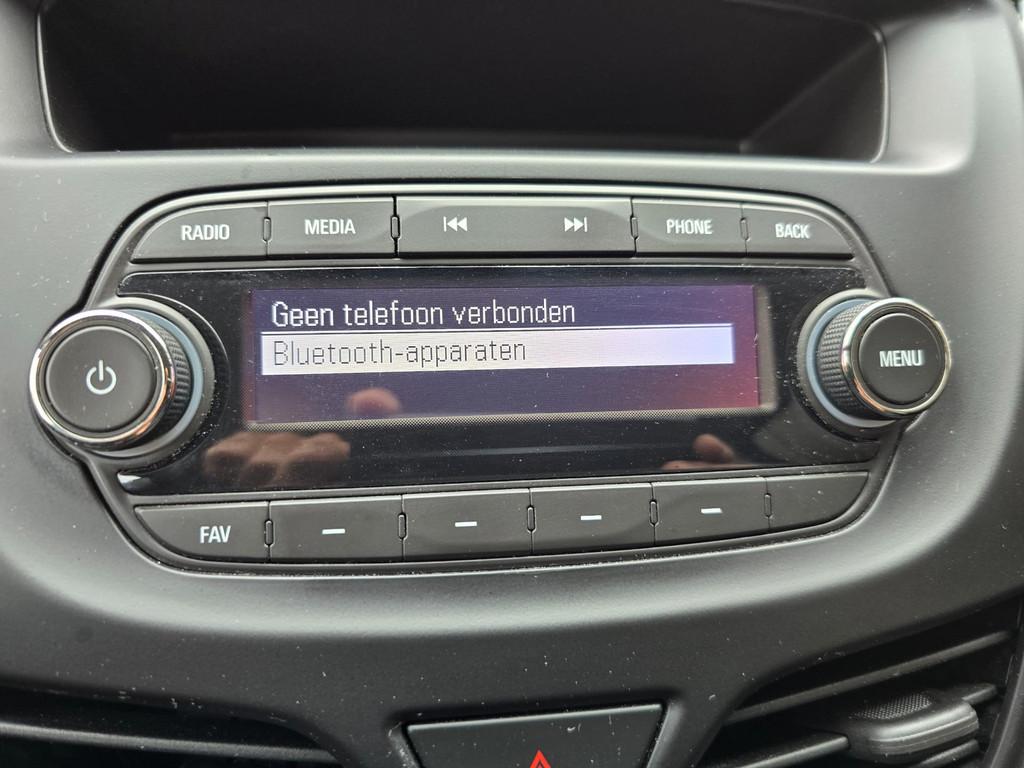 RADIO MEDIA PHONE BACK
Geen telefoon verbonden
Bluetooth-apparaten
MENU
FAV